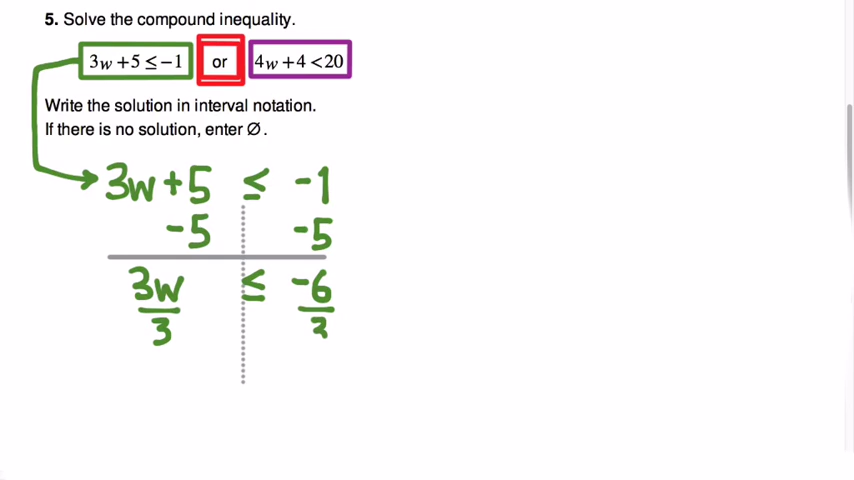 5. Solve the compound inequality.
3w + 5 ≤ −1 or 4w + 4 < 20
Write the solution in interval notation.
If there is no solution, enter Ø.
3w + 5 ≤ -1
-5 -5
3w ≤ -6
3 3